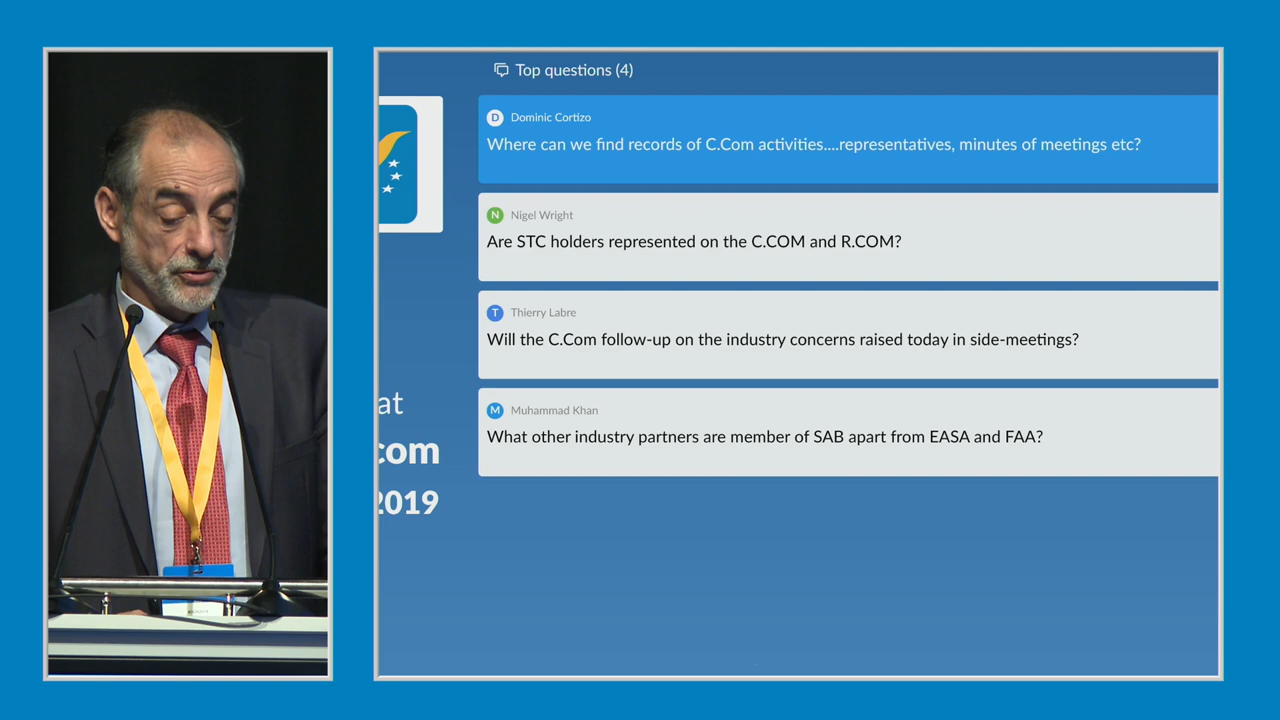 Top questions (4)
D Dominic Cortizo
Where can we find records of C.Com activities....representatives, minutes of meetings etc?
N Nigel Wright
Are STC holders represented on the C.COM and R.COM?
T Thierry Labre
Will the C.Com follow-up on the industry concerns raised today in side-meetings?
M Muhammad Khan
What other industry partners are member of SAB apart from EASA and FAA?
at
com
2019